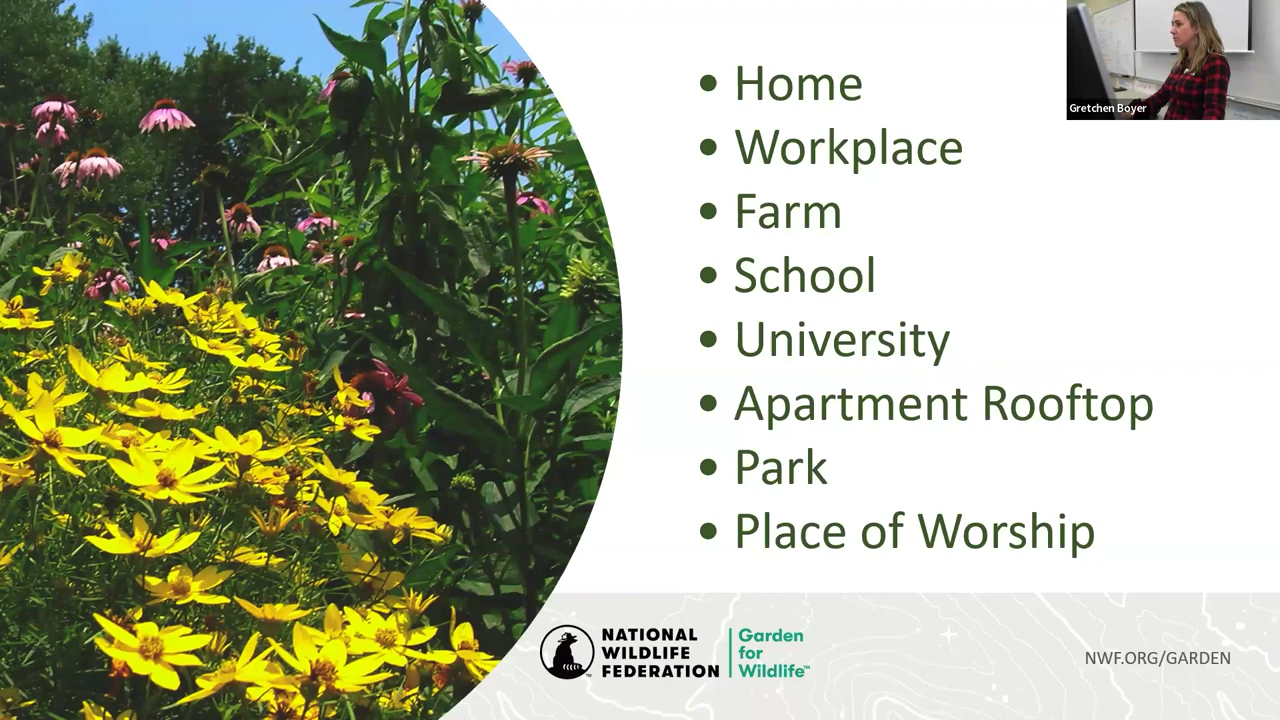 • Home
• Workplace
• Farm
• School
• University
• Apartment Rooftop
• Park
• Place of Worship
Gretchen Boyer
NATIONAL
WILDLIFE
FEDERATION
Garden
for
Wildlife™
NWF.ORG/GARDEN